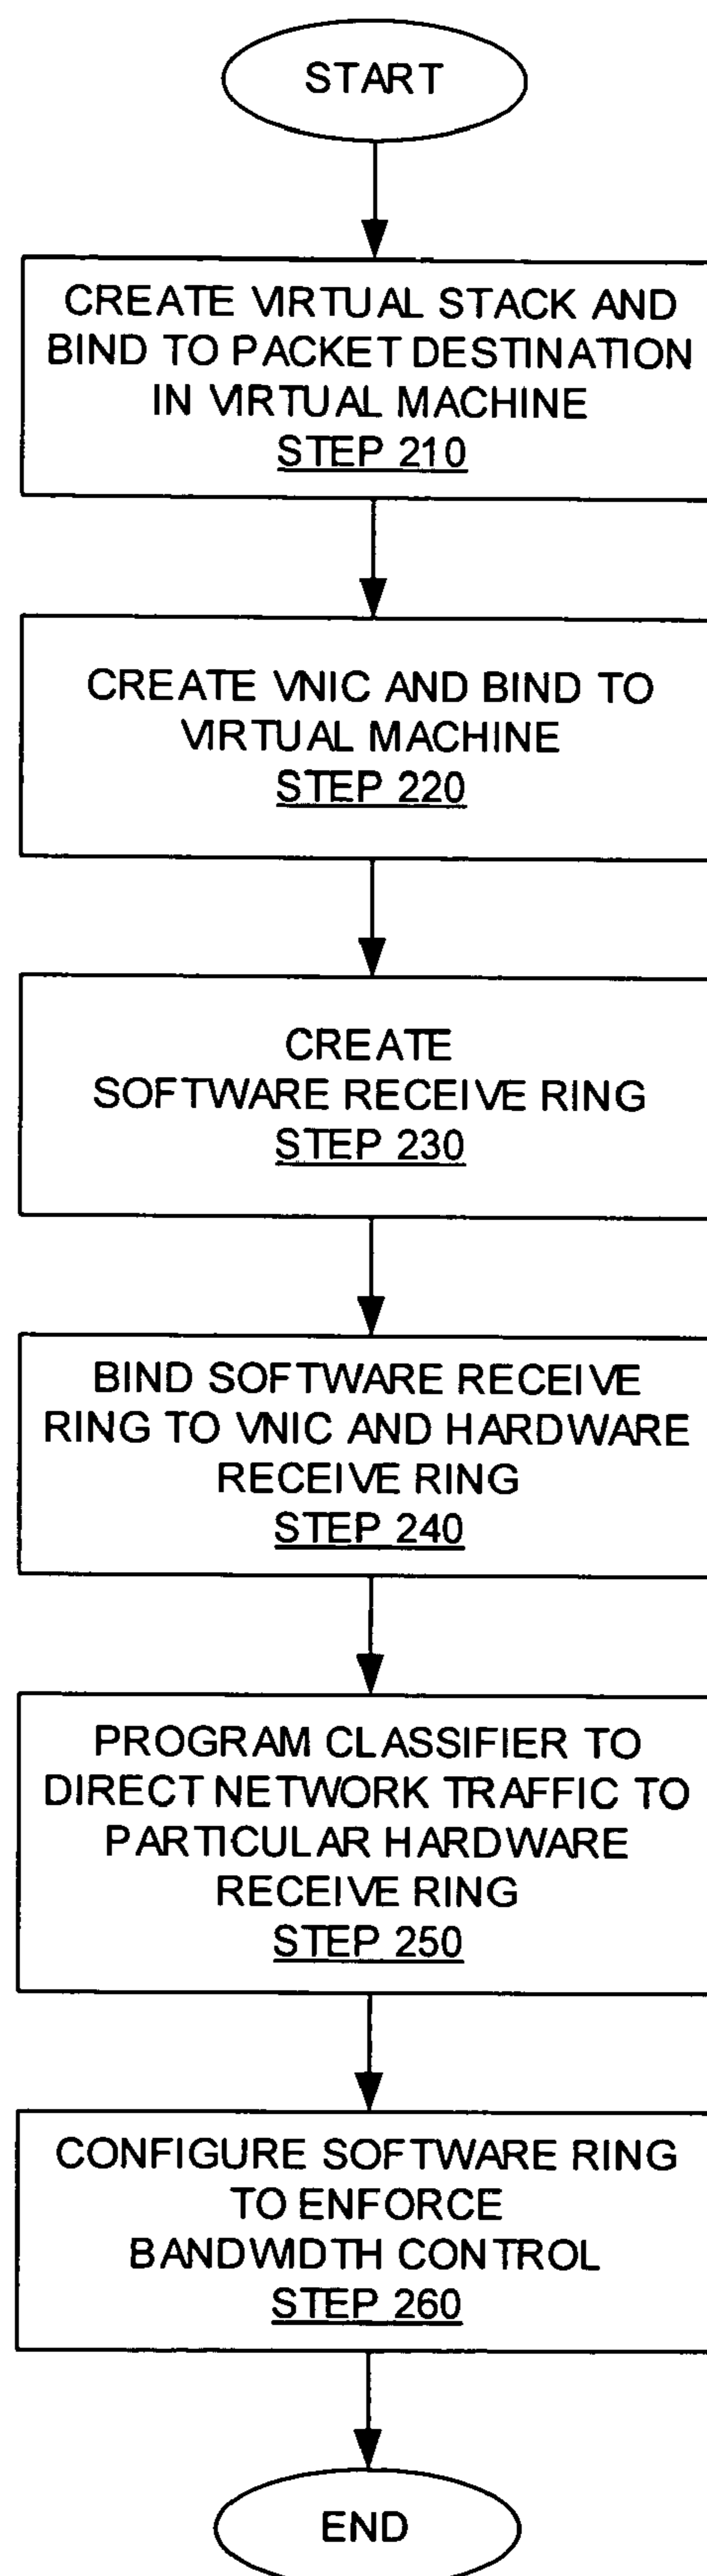 START
CREATE VIRTUAL STACK AND
BIND TO PACKET DESTINATION
IN VIRTUAL MACHINE
STEP 210
CREATE VNIC AND BIND TO
VIRTUAL MACHINE
STEP 220
CREATE
SOFTWARE RECEIVE RING
STEP 230
BIND SOFTWARE RECEIVE
RING TO VNIC AND HARDWARE
RECEIVE RING
STEP 240
PROGRAM CLASSIFIER TO
DIRECT NETWORK TRAFFIC TO
PARTICULAR HARDWARE
RECEIVE RING
STEP 250
CONFIGURE SOFTWARE RING
TO ENFORCE
BANDWIDTH CONTROL
STEP 260
END